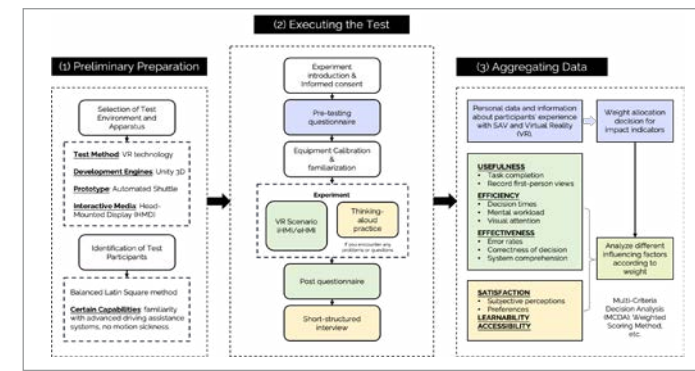 (1) Preliminary Preparation
Selection of Test
Environment and
Apparatus
Test Method: VR technology
Development Engines: Unity 3D
Prototype: Automated Shuttle
Interactive Media: Head-
Mounted Display (HMD)
Identification of Test
Participants
Balanced Latin Square method
Certain Capabilities: familiarity
with advanced driving assistance
systems, no motion sickness.
(2) Executing the Test
Experiment
introduction &
Informed consent
Pre-testing
questionnaire
Equipment Calibration
& familiarization
Experiment
VR Scenario
iHMI/eHMI
Thinking-
aloud
practice
If you encounter any
problems or questions
Post questionnaire
Short-structured
interview
(3) Aggregating Data
Personal data and information
about participants' experience
with SAV and Virtual Reality
(VR).
Weight allocation
decision for
impact indicators
USEFULNESS
• Task completion
• Record first-person views
EFFICIENCY
• Decision times
• Mental workload
• Visual attention
EFFECTIVENESS
• Error rates
• Correctness of decision
• System comprehension
SATISFACTION
• Subjective perceptions
• Preferences
LEARNABILITY
ACCESSIBILITY
Analyze different
influencing factors
according to
weight
Multi-Criteria
Decision Analysis
(MCDA): Weighted
Scoring Method,
etc.